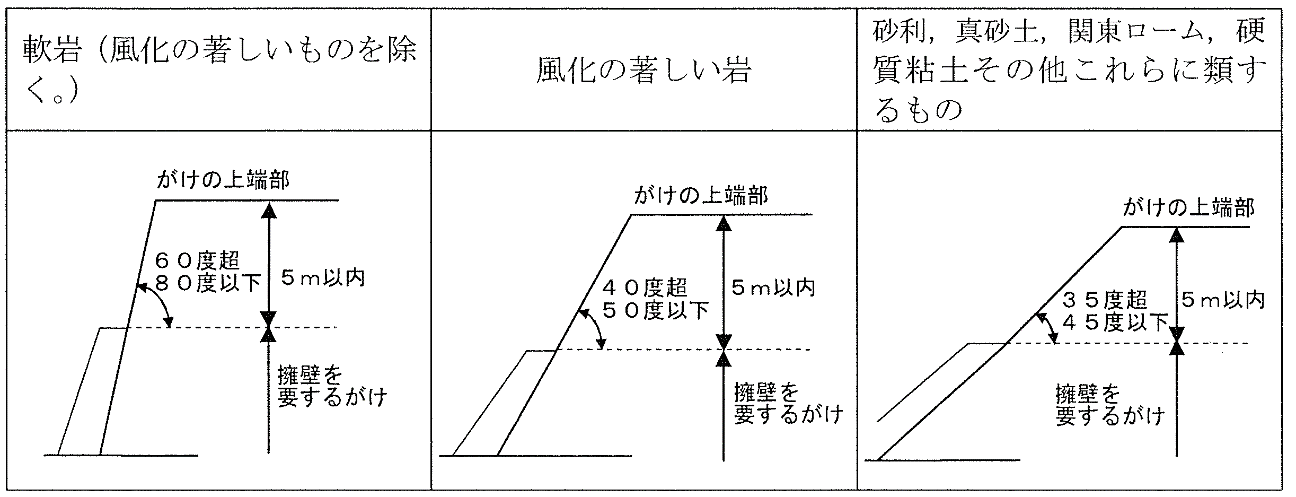 軟岩（風化の著しいものを除
く。）
風化の著しい岩
砂利，真砂土，関東ローム，硬
質粘土その他これらに類す
るもの
がけの上端部
６０度超
８０度以下
５ｍ以内
擁壁を
要するがけ
がけの上端部
４０度超
５０度以下
５ｍ以内
擁壁を
要するがけ
がけの上端部
３５度超
４５度以下
５ｍ以内
擁壁を
要するがけ